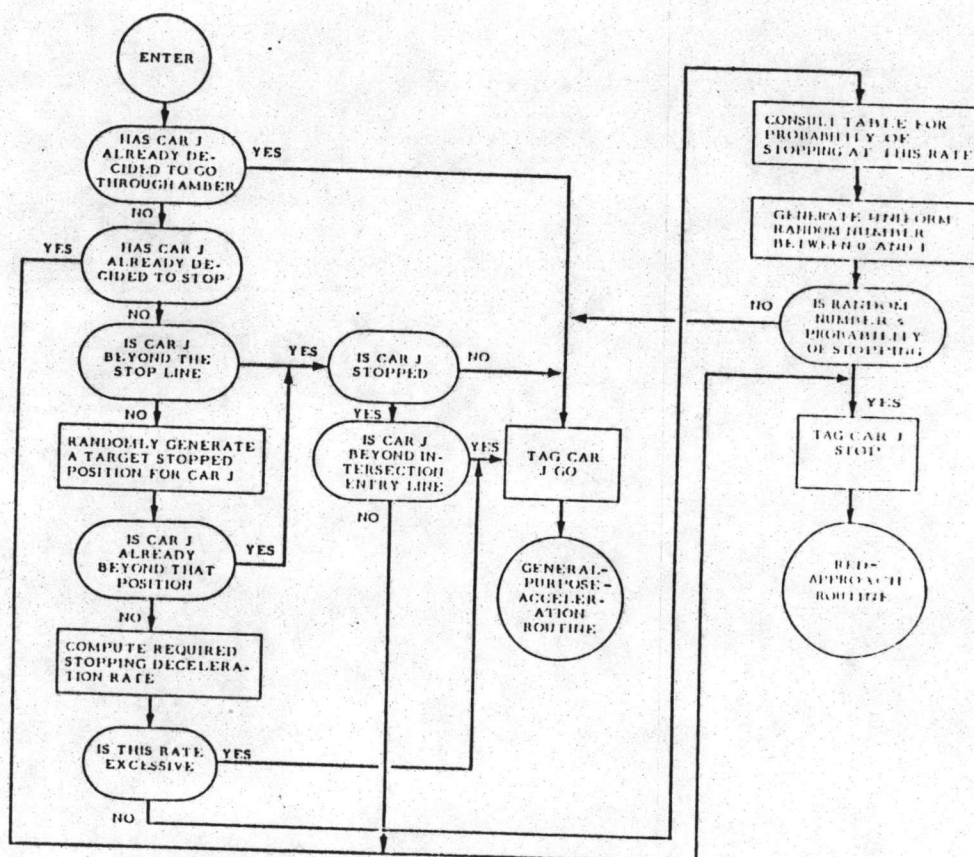 ENTER
HAS CAR J
ALREADY DE-
CIDED TO GO
THROUGH AMBER
YES
NO
HAS CAR J
ALREADY DE-
CIDED TO STOP
YES
NO
IS CAR J
BEYOND THE
STOP LINE
YES
NO
RANDOMLY GENERATE
A TARGET STOPPED
POSITION FOR CAR J
IS CAR J
ALREADY
BEYOND THAT
POSITION
YES
NO
COMPUTE REQUIRED
STOPPING DECELERA-
TION RATE
IS THIS RATE
EXCESSIVE
YES
NO
IS CAR J
STOPPED
NO
YES
IS CAR J
BEYOND IN-
TERSECTION
ENTRY LINE
YES
NO
TAG CAR
J GO
GENERAL-
PURPOSE-
ACCELER-
ATION
ROUTINE
CONSULT TABLE FOR
PROBABILITY OF
STOPPING AT THIS RATE
GENERATE UNIFORM
RANDOM NUMBER
BETWEEN 0 AND 1
IS RANDOM
NUMBER
PROBABILITY
OF STOPPING
NO
YES
TAG CAR J
STOP
RED-
APPROACH
ROUTINE